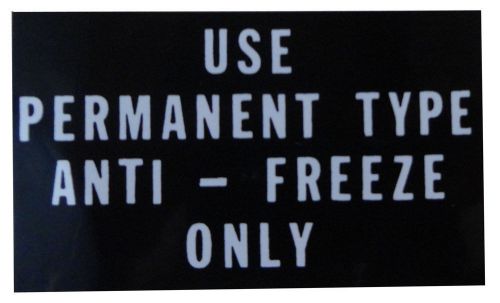 USE
PERMANENT TYPE
ANTI - FREEZE
ONLY